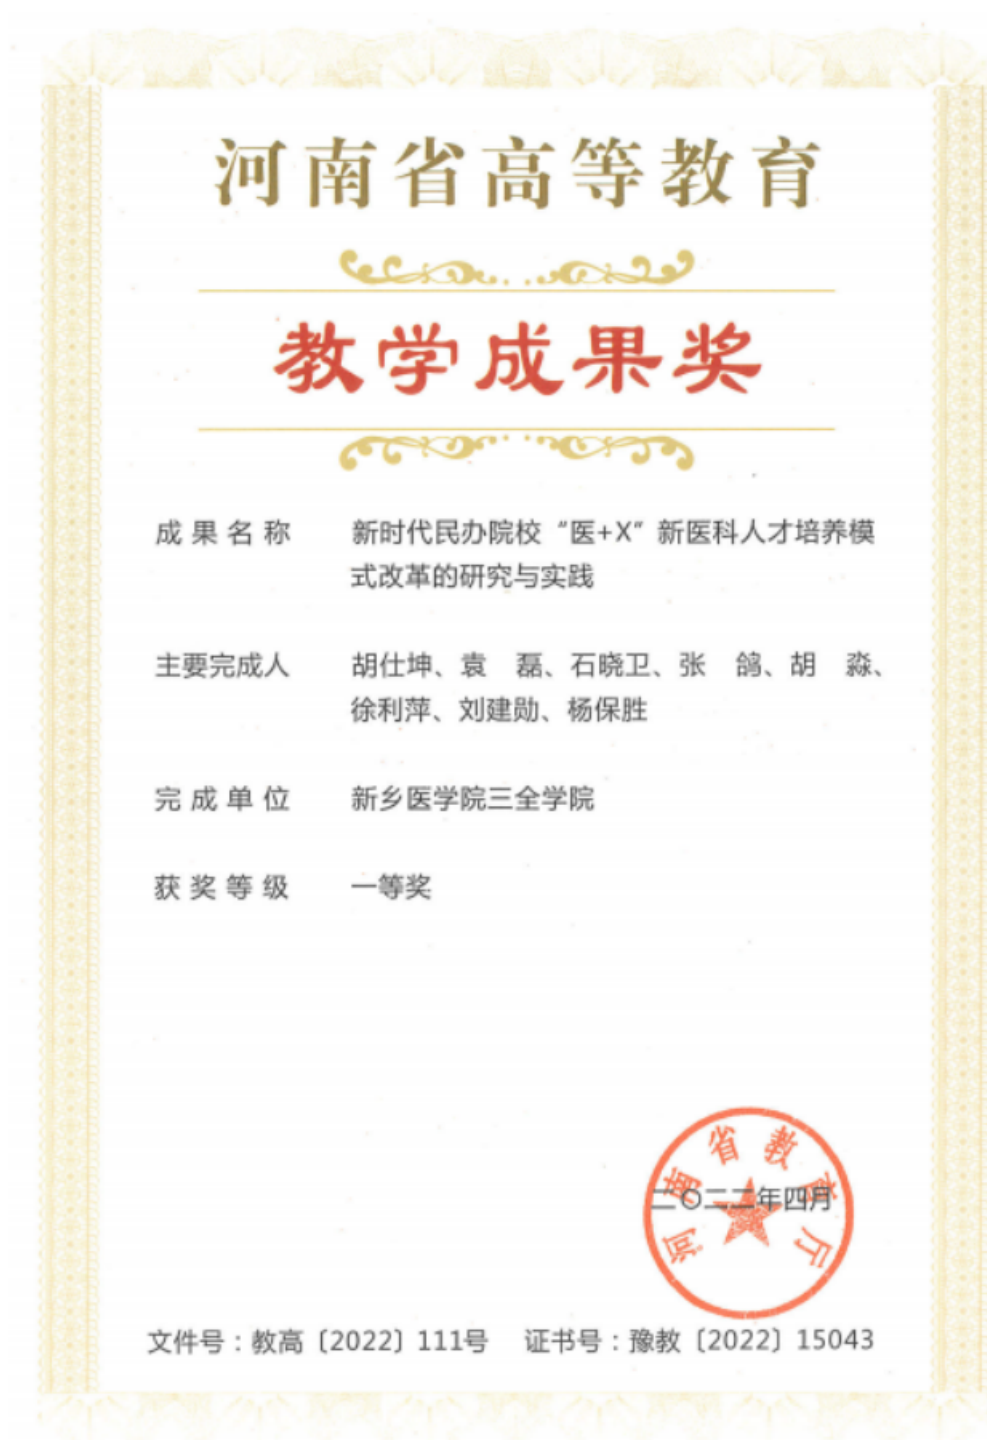 河南省高等教育
教学成果奖
成果名称 新时代民办院校“医+X”新医科人才培养模
式改革的研究与实践
主要完成人 胡仕坤、袁 磊、石晓卫、张 鸽、胡 淼、
徐利萍、刘建勋、杨保胜
完成单位 新乡医学院三全学院
获奖等级 一等奖
河南省教育厅
二〇二二年四月
文件号：教高〔2022〕111号 证书号：豫教〔2022〕15043